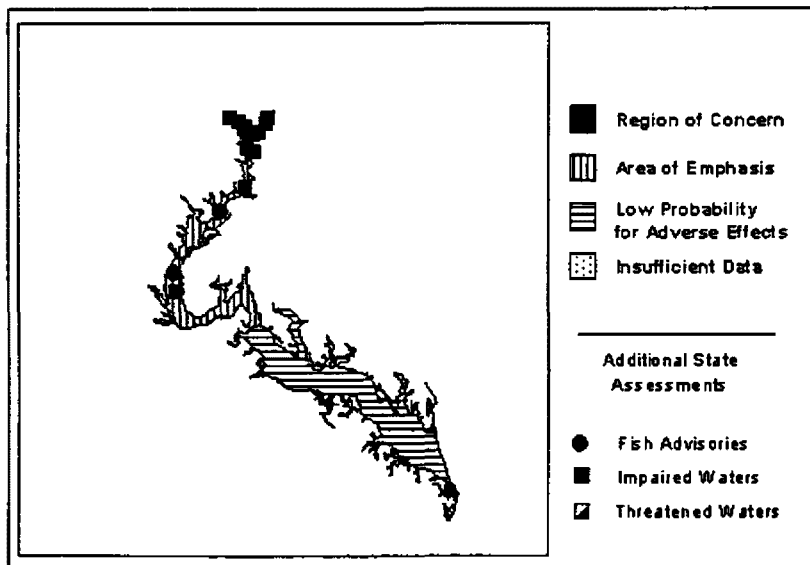 Region of Concern
Area of Emphasis
Low Probability
for Adverse Effects
Insufficient Data
Additional State
Assessments
Fish Advisories
Impaired Waters
Threatened Waters